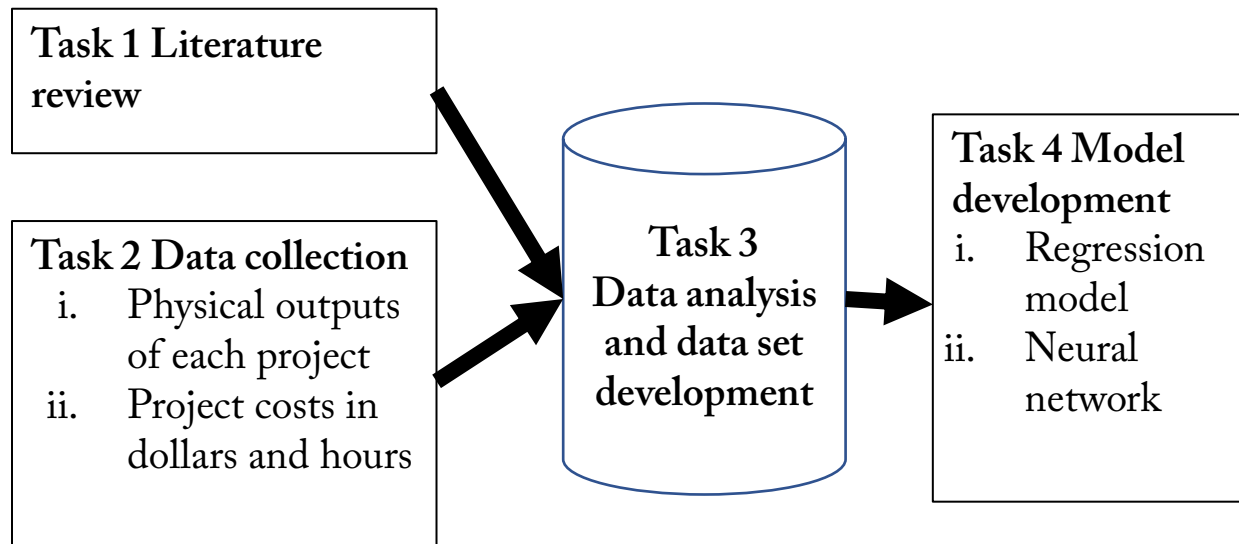 Task 1 Literature
review
Task 2 Data collection
i. Physical outputs
of each project
ii. Project costs in
dollars and hours
Task 3
Data analysis
and data set
development
Task 4 Model
development
i. Regression
model
ii. Neural
network